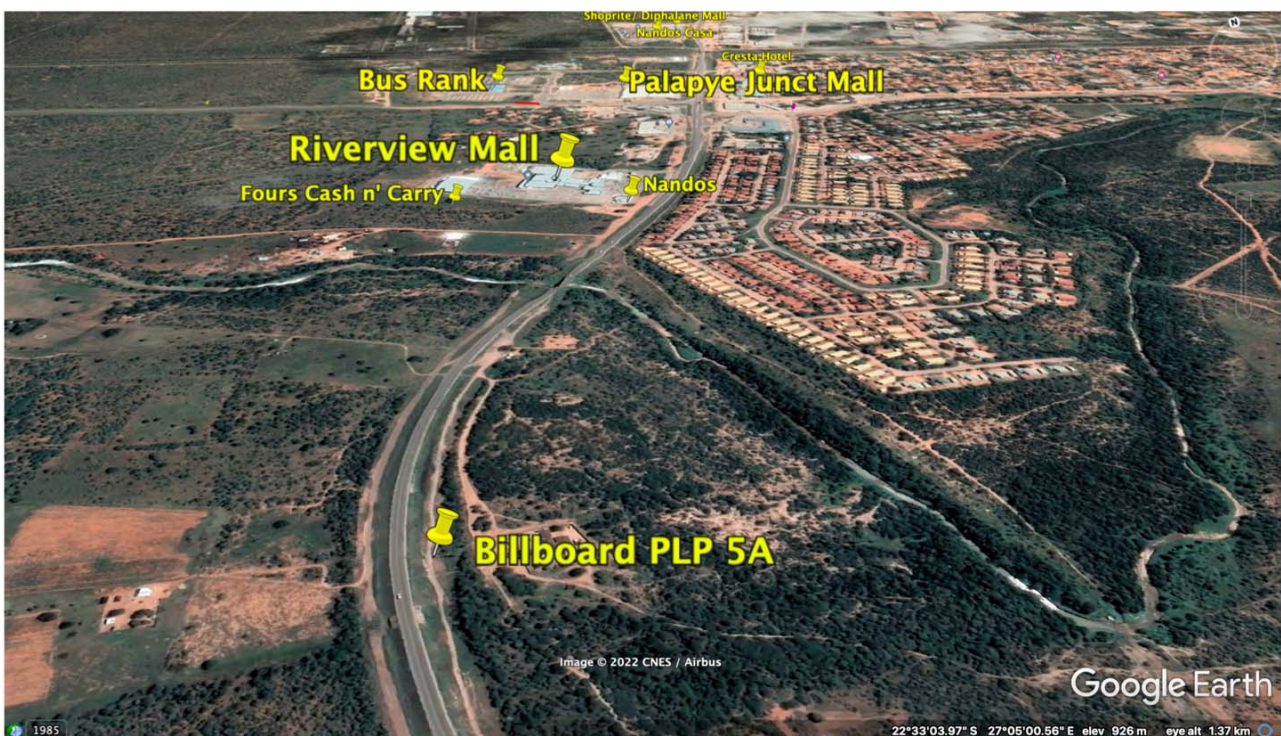 Shoprite/ Diphalane Mall
Nandos Casa
N
Cresta Hotel
Bus Rank
Palapye Junct Mall
Riverview Mall
Fours Cash n' Carry
Nandos
Billboard PLP 5A
Image © 2022 CNES / Airbus
Google Earth
1985
22°33'03.97" S 27°05'00.56" E elev 926 m eye alt 1.37 km